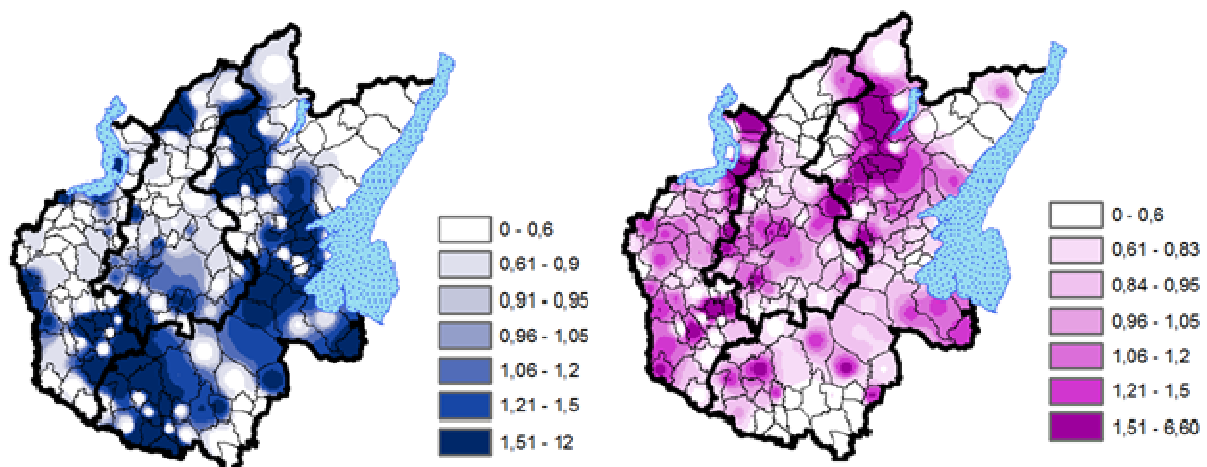 0 - 0,6
0,61 - 0,9
0,91 - 0,95
0,96 - 1,05
1,06 - 1,2
1,21 - 1,5
1,51 - 12
0 - 0,6
0,61 - 0,83
0,84 - 0,95
0,96 - 1,05
1,06 - 1,2
1,21 - 1,5
1,51 - 6,60